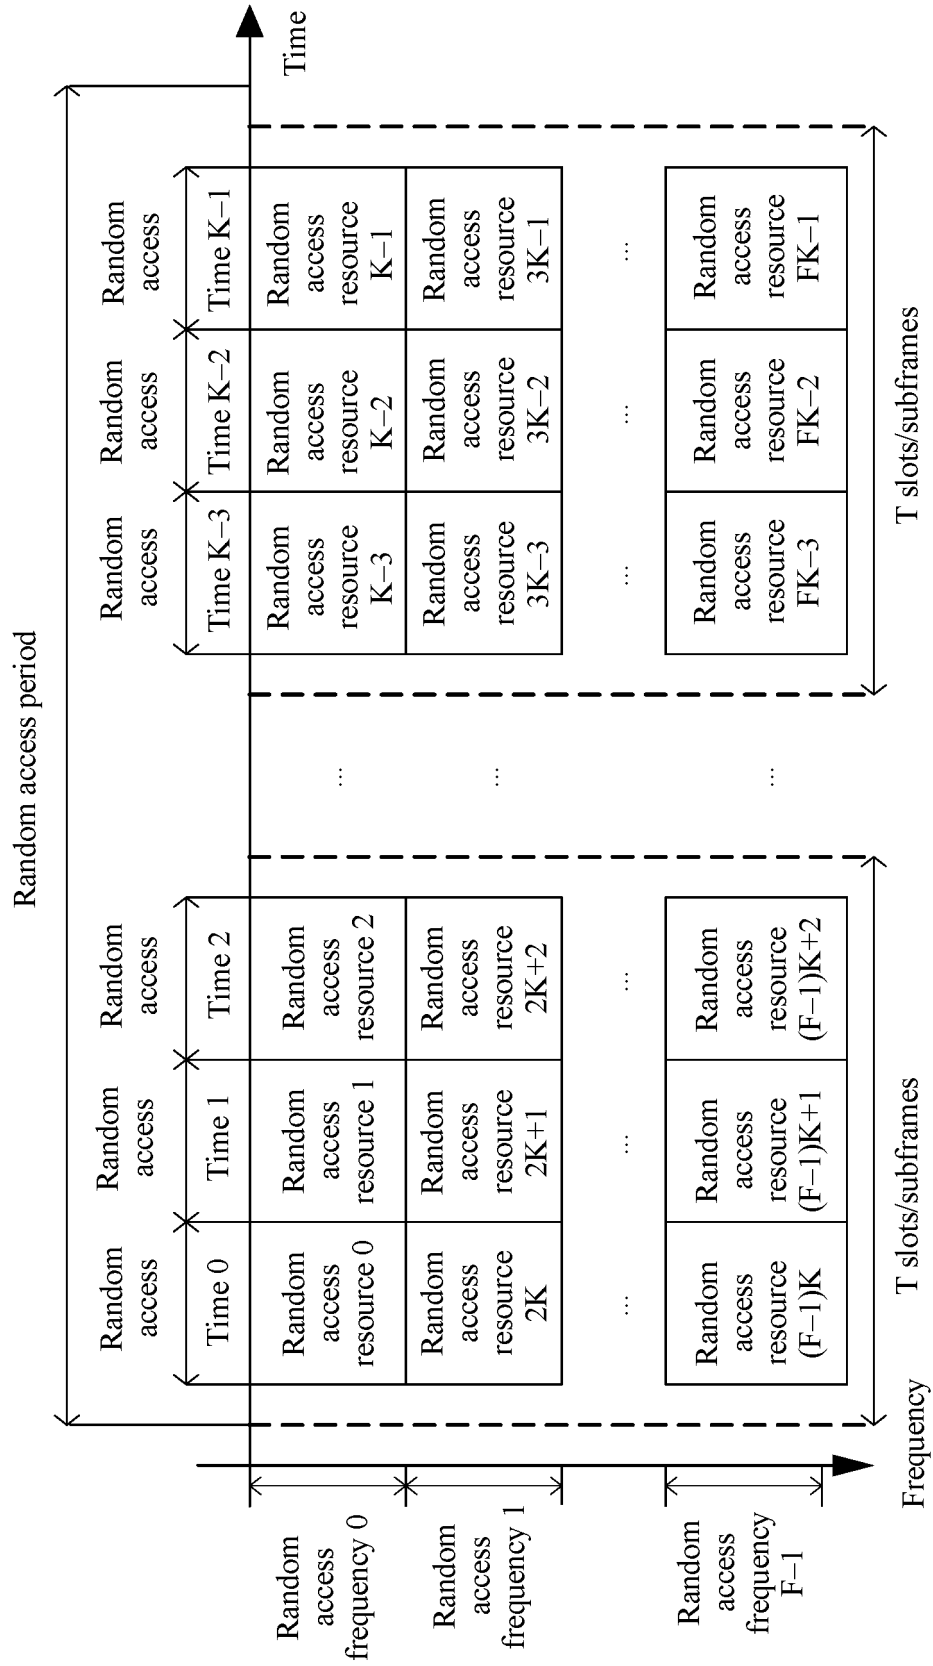 Random access period
Random
access
Random
access
Random
access
Random
access
Random
access
Random
access
Time 0
Time 1
Time 2
Time K–3
Time K–2
Time K–1
Time
Random
access
frequency 0
Random
access
resource 0
Random
access
resource 1
Random
access
resource 2
...
Random
access
resource
K–3
Random
access
resource
K–2
Random
access
resource
K–1
Random
access
frequency 1
Random
access
resource
2K
Random
access
resource
2K+1
Random
access
resource
2K+2
...
Random
access
resource
3K–3
Random
access
resource
3K–2
Random
access
resource
3K–1
...
...
...
...
...
...
Random
access
frequency
F–1
Random
access
resource
(F–1)K
Random
access
resource
(F–1)K+1
Random
access
resource
(F–1)K+2
...
Random
access
resource
FK–3
Random
access
resource
FK–2
Random
access
resource
FK–1
Frequency
T slots/subframes
T slots/subframes